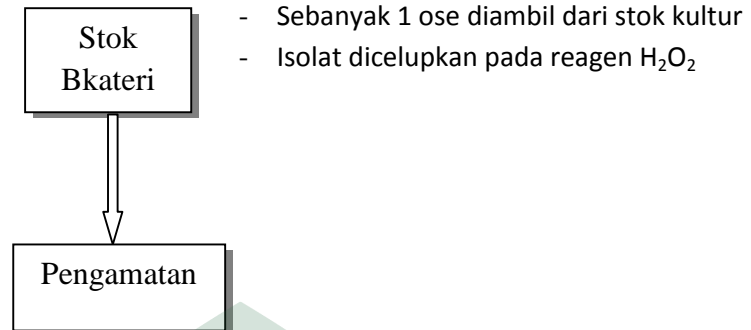 Stok
Bkateri
- Sebanyak 1 ose diambil dari stok kultur
- Isolat dicelupkan pada reagen H₂O₂
Pengamatan